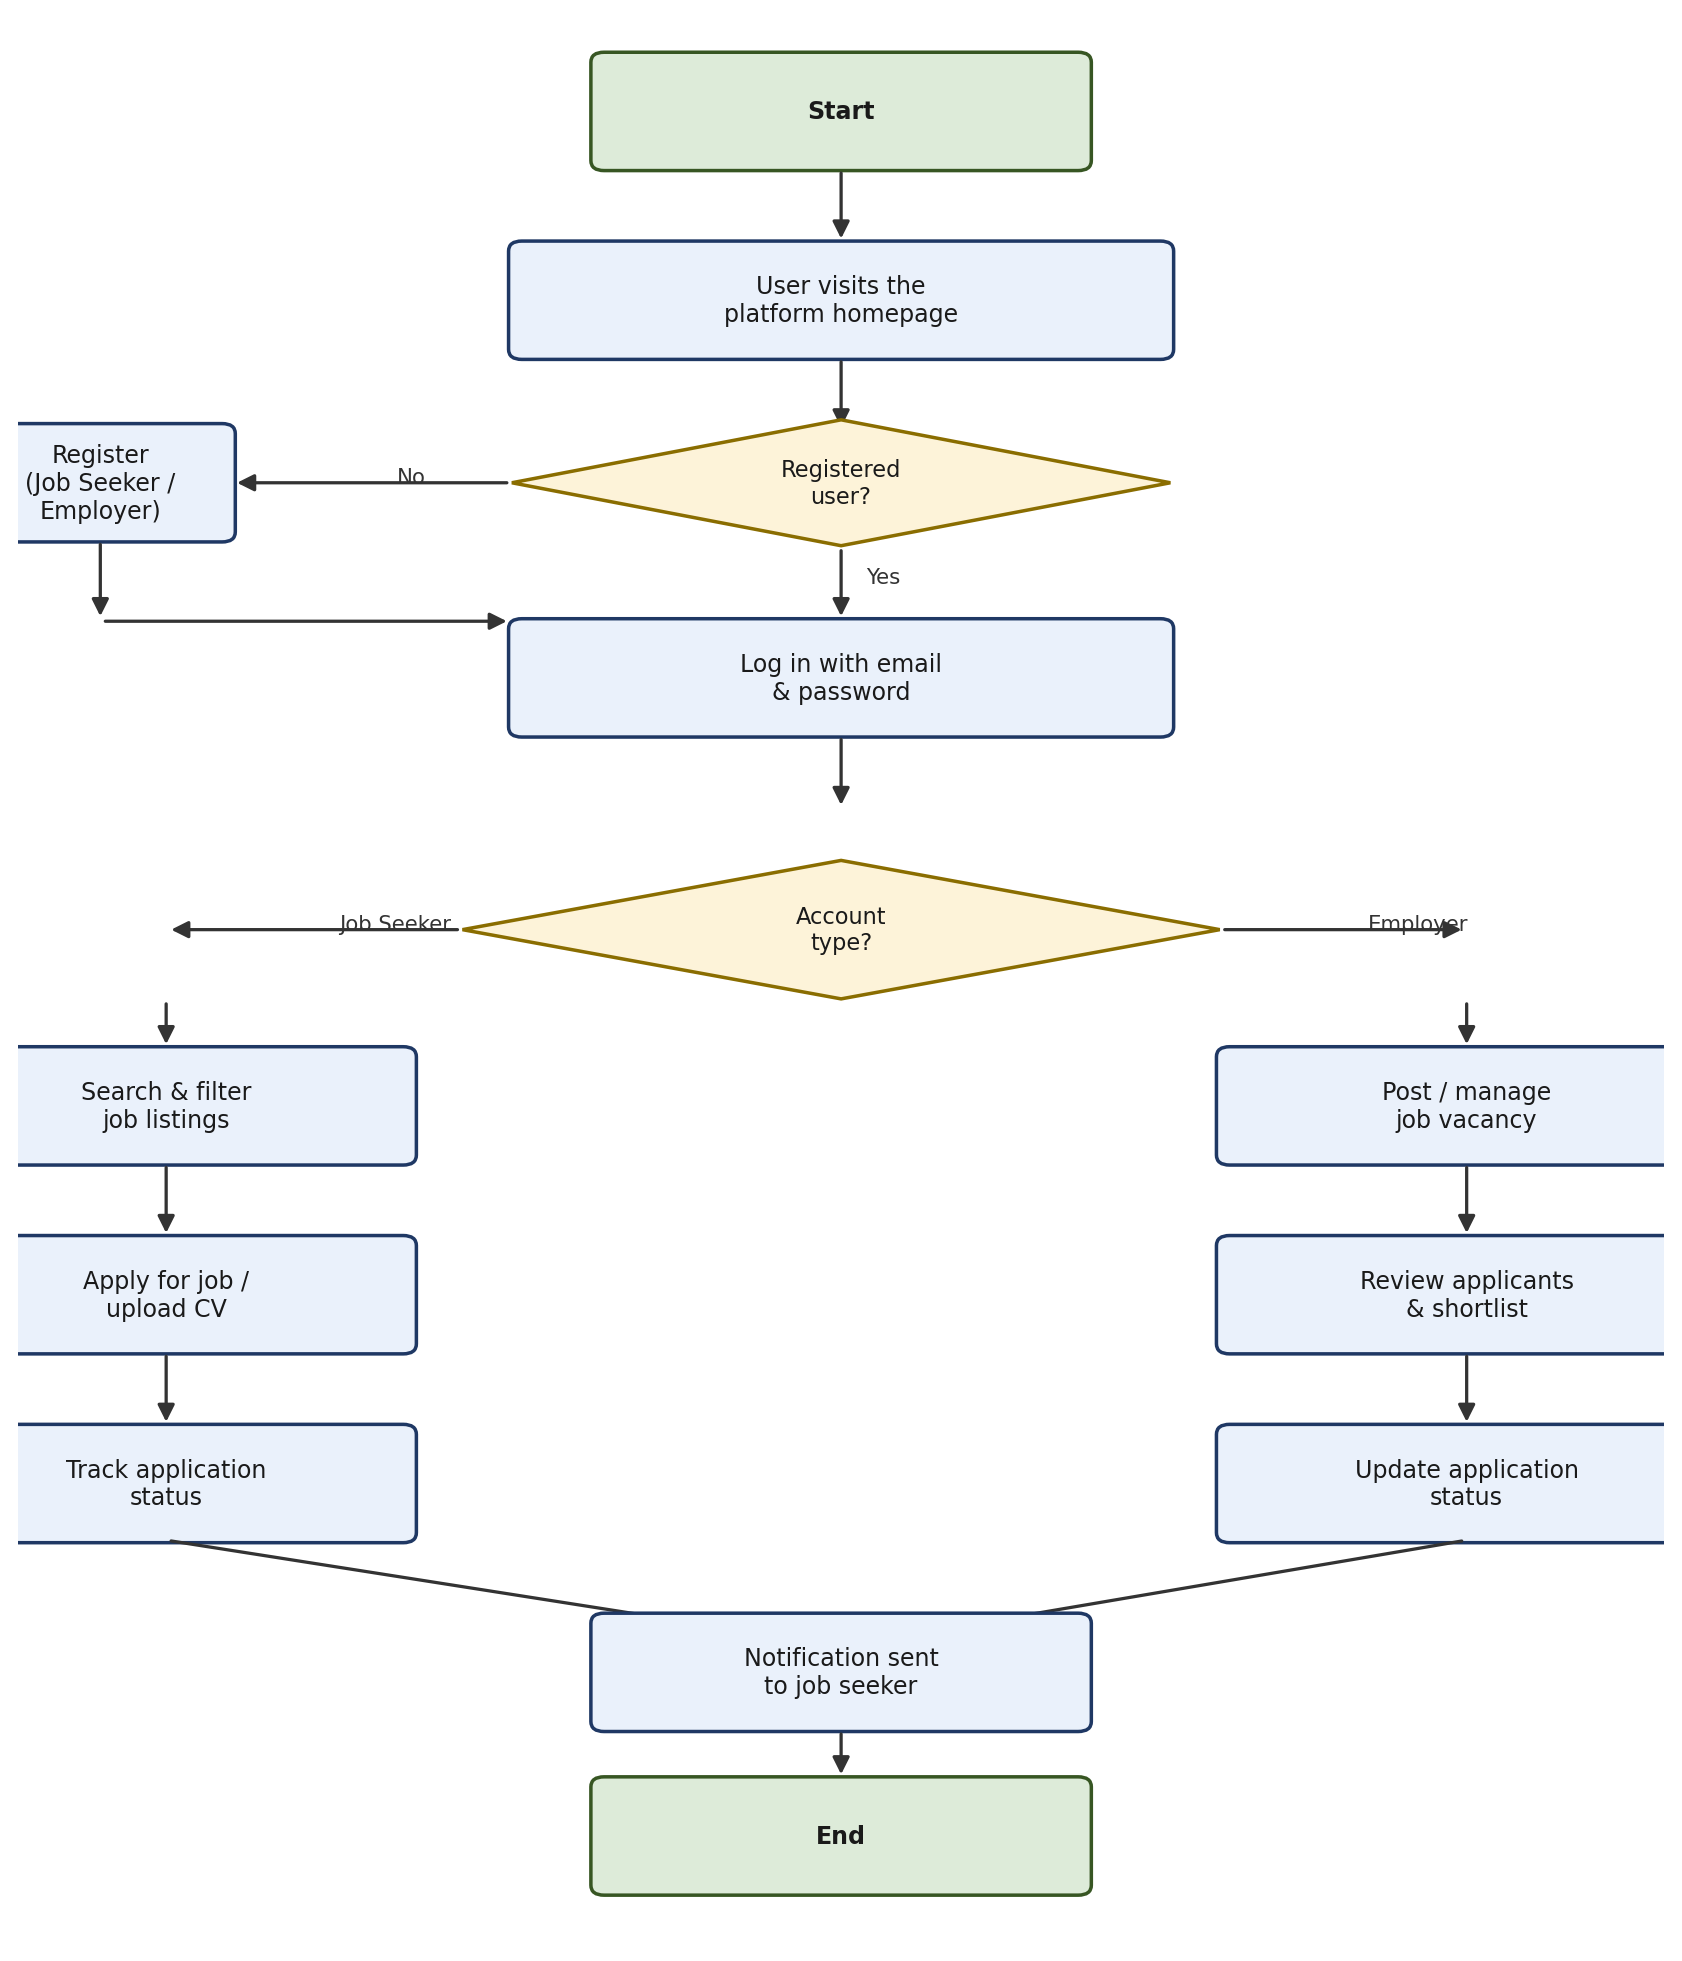 Start
User visits the
platform homepage
Registered
user?
No
Register
(Job Seeker /
Employer)
Yes
Log in with email
& password
Account
type?
Job Seeker
Employer
Search & filter
job listings
Post / manage
job vacancy
Apply for job /
upload CV
Review applicants
& shortlist
Track application
status
Update application
status
Notification sent
to job seeker
End